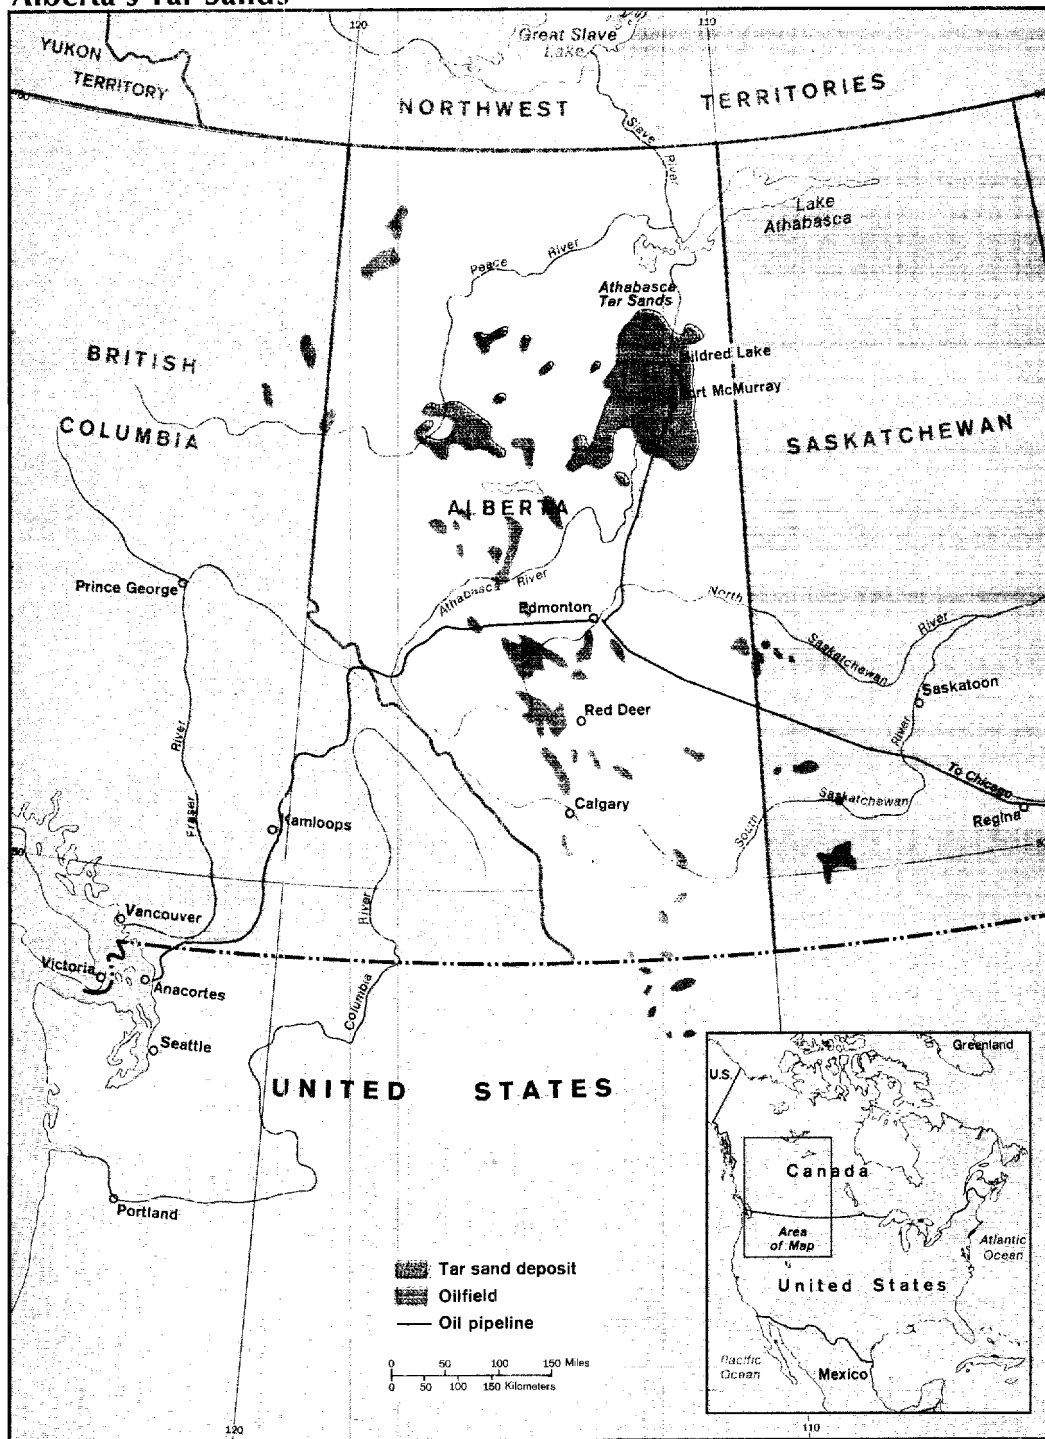 Alberta's Tar Sands
120
110
Great Slave
Lake
YUKON
TERRITORY
NORTHWEST
TERRITORIES
60
Slave
River
Lake
Athabasca
Peace
River
Athabasca
Tar Sands
BRITISH
COLUMBIA
ildred Lake
ort McMurray
SASKATCHEWAN
ALBERTA
Prince George
Athabasca
River
Edmonton
North
Saskatchewan
River
Saskatoon
Red Deer
River
River
Fraser
To Chicago
Calgary
South
Saskatchewan
Regina
Kamloops
50
Vancouver
River
Columbia
Victoria
Anacortes
Seattle
UNITED STATES
Portland
Greenland
U.S.
Canada
Area
of Map
Atlantic
Ocean
United States
Pacific
Ocean
Mexico
Tar sand deposit
Oilfield
Oil pipeline
0 50 100 150 Miles
0 50 100 150 Kilometers
120
110